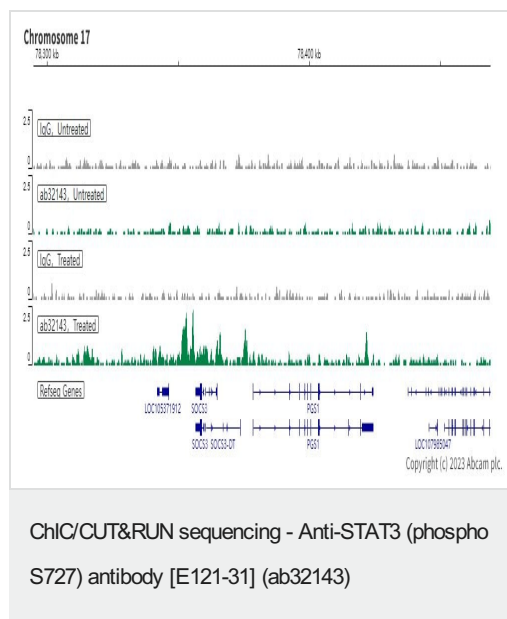 Chromosome 17
78,300 kb 78,400 kb
2.5
IgG, Untreated
0
2.5
ab32143, Untreated
0
2.5
IgG, Treated
0
2.5
ab32143, Treated
0
Refseq Genes
LOC105371912 SOCS3 PGS1
SOCS3 SOCS3-DT PGS1 LOC107985047
Copyright (c) 2023 Abcam plc.
ChIC/CUT&RUN sequencing - Anti-STAT3 (phospho
S727) antibody [E121-31] (ab32143)